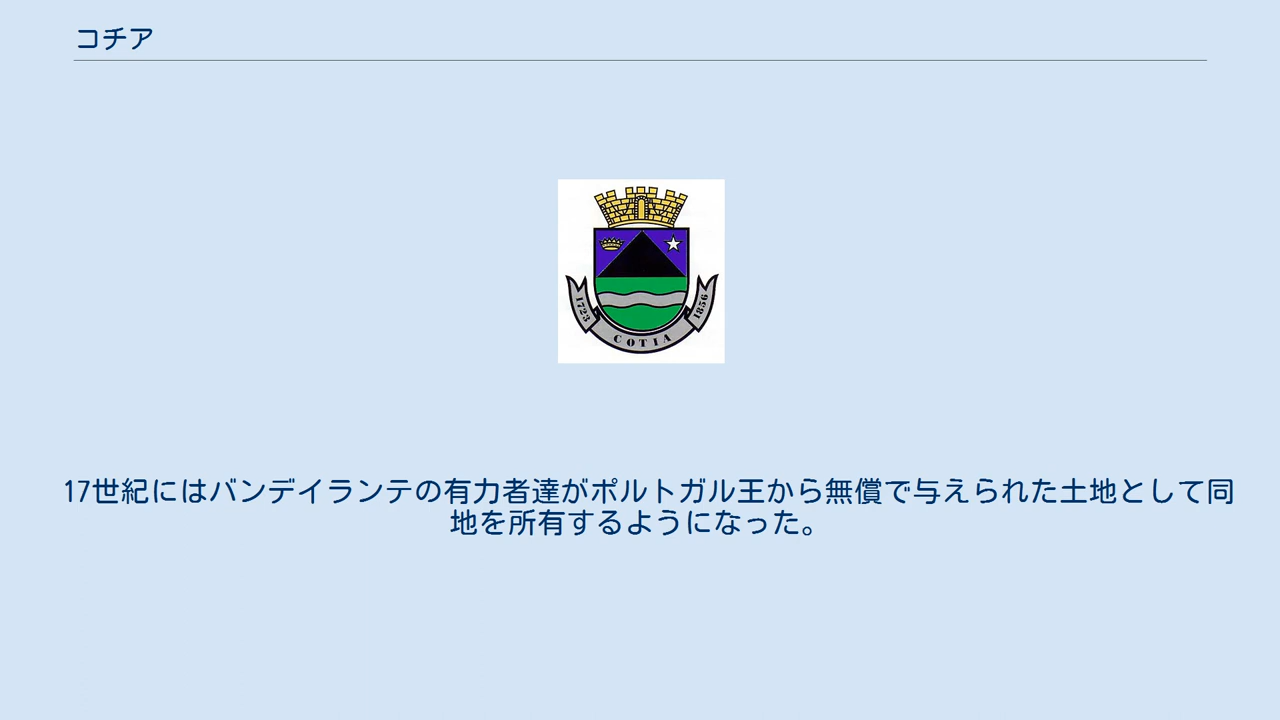 コチア
1723
1856
COTIA
17世紀にはバンデイランテの有力者達がポルトガル王から無償で与えられた土地として同
地を所有するようになった。